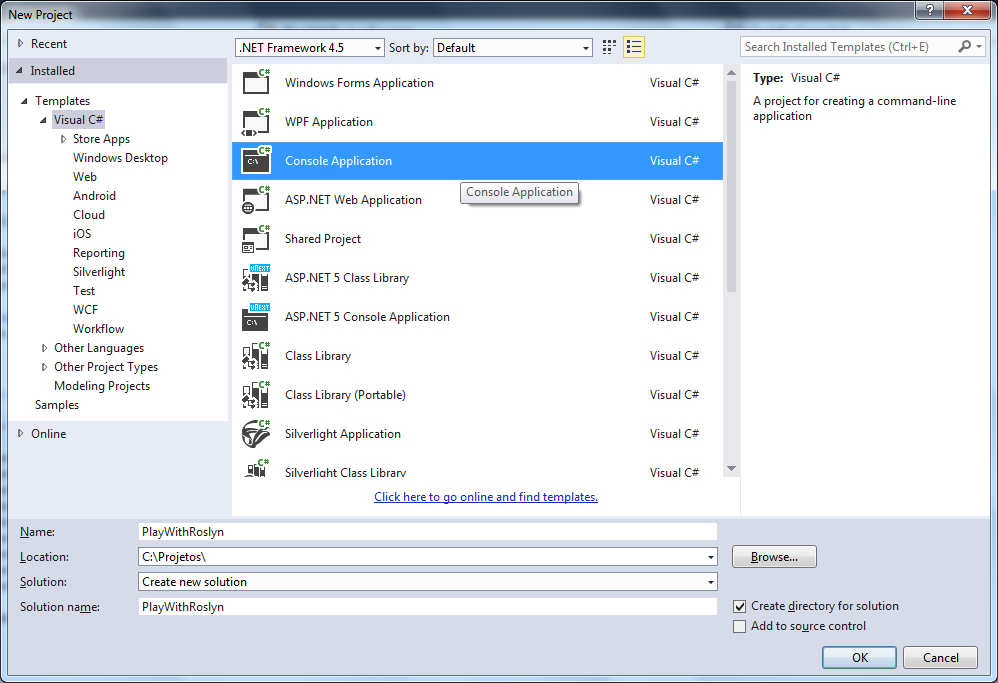 New Project
Recent
.NET Framework 4.5 Sort by: Default
Search Installed Templates (Ctrl+E)
Installed
Templates
Visual C#
Store Apps
Windows Desktop
Web
Android
Cloud
iOS
Reporting
Silverlight
Test
WCF
Workflow
Other Languages
Other Project Types
Modeling Projects
Samples
Online
C# Windows Forms Application Visual C#
C# WPF Application Visual C#
C# C:\ Console Application Visual C#
Console Application
C# ASP.NET Web Application Visual C#
C# Shared Project Visual C#
VNEXT ASP.NET 5 Class Library Visual C#
VNEXT C:\ ASP.NET 5 Console Application Visual C#
C# Class Library Visual C#
C# Class Library (Portable) Visual C#
C# Silverlight Application Visual C#
C# Silverlight Class Library Visual C#
Click here to go online and find templates.
Type: Visual C#
A project for creating a command-line
application
Name: PlayWithRoslyn
Location: C:\Projetos\ Browse...
Solution: Create new solution
Solution name: PlayWithRoslyn
Create directory for solution
Add to source control
OK Cancel